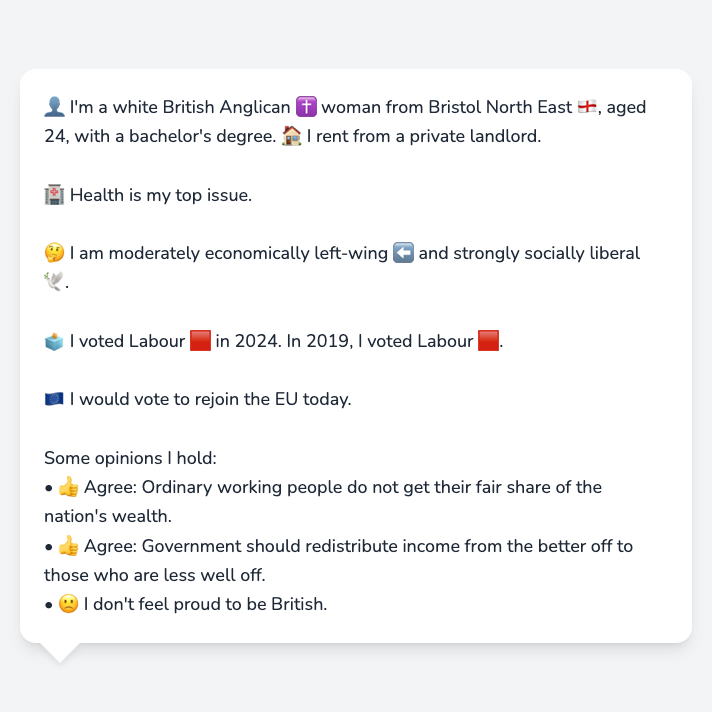 👤 I'm a white British Anglican ✝️ woman from Bristol North East 🏴󠁧󠁢󠁥󠁮󠁧󠁿, aged
24, with a bachelor's degree. 🏠 I rent from a private landlord.
🏥 Health is my top issue.
🤔 I am moderately economically left-wing ⬅️ and strongly socially liberal
🕊️.
🗳️ I voted Labour 🟥 in 2024. In 2019, I voted Labour 🟥.
🇪🇺 I would vote to rejoin the EU today.
Some opinions I hold:
• 👍 Agree: Ordinary working people do not get their fair share of the
nation's wealth.
• 👍 Agree: Government should redistribute income from the better off to
those who are less well off.
• 🙁 I don't feel proud to be British.